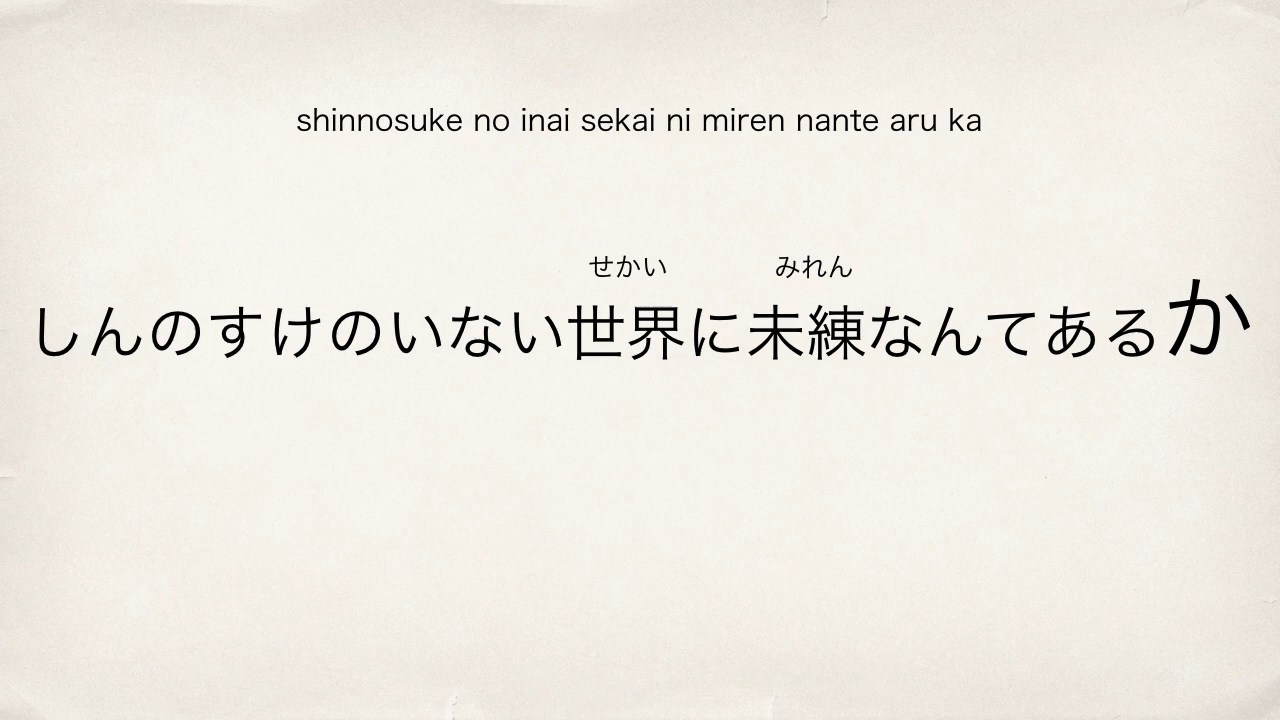 shinnosuke no inai sekai ni miren nante aru ka
せかい みれん
しんのすけのいない世界に未練なんてあるか